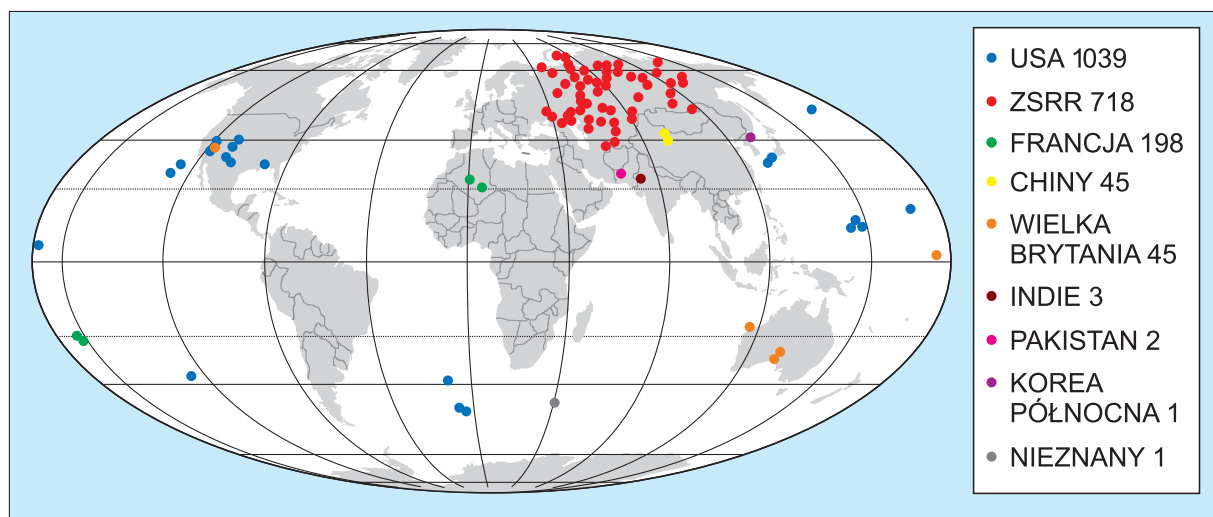 USA 1039
ZSRR 718
FRANCJA 198
CHINY 45
WIELKA
BRYTANIA 45
INDIE 3
PAKISTAN 2
KOREA
PÓŁNOCNA 1
NIEZNANY 1